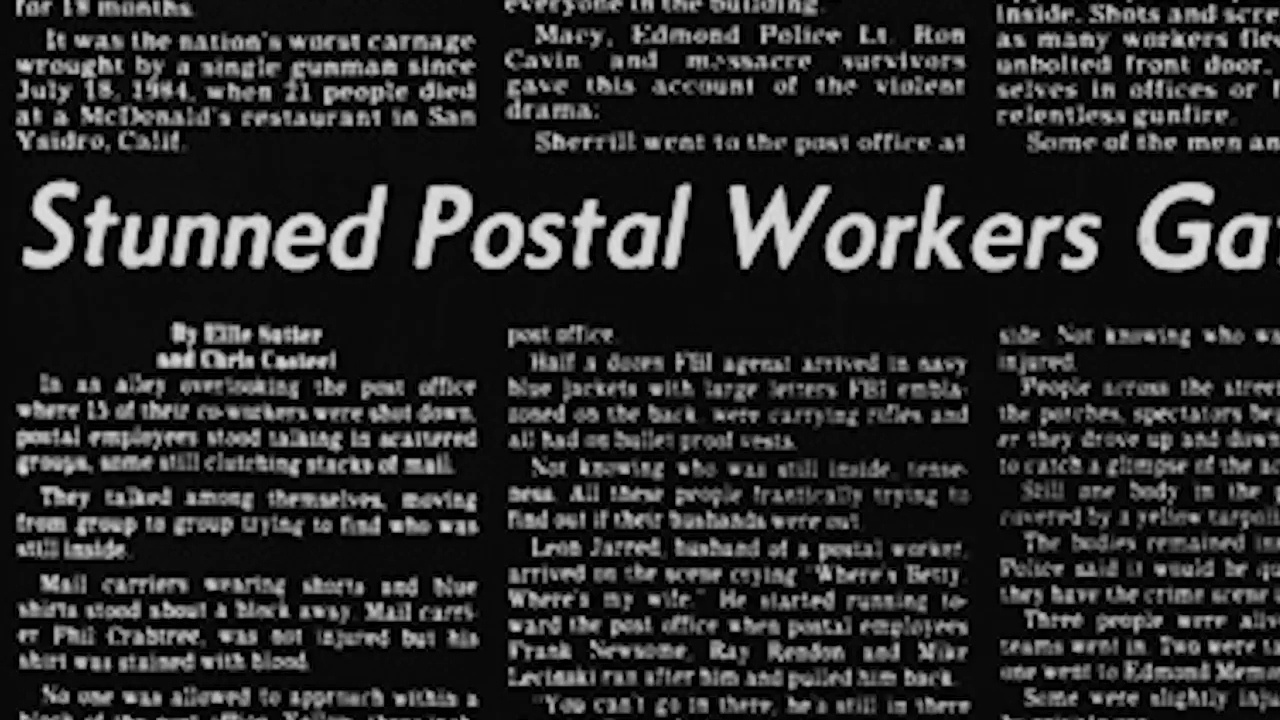 for 18 months.
It was the nation's worst carnage
wrought by a single gunman since
July 18, 1984, when 21 people died
at a McDonald's restaurant in San
Ysidro, Calif.
everyone in the building.
Macy, Edmond Police Lt. Ron
Cavin and massacre survivors
gave this account of the violent
drama:
Sherrill went to the post office at
inside. Shots and scre
as many workers fle
unbolted front door.
selves in offices or
relentless gunfire.
Some of the men an
Stunned Postal Workers Ga
By Ellie Sutter
and Chris Casteel
In an alley overlooking the post office
where 15 of their co-workers were shot down,
postal employees stood talking in scattered
groups, some still clutching stacks of mail.
They talked among themselves, moving
from group to group trying to find who was
still inside.
Mail carriers wearing shorts and blue
shirts stood about a block away. Mail carri-
er Phil Crabtree, was not injured but his
shirt was stained with blood.
No one was allowed to approach within a
block of the post office.
post office.
Half a dozen FBI agenst arrived in navy
blue jackets with large letters FBI embla-
zoned on the back, were carrying rifles and
all had on bullet proof vests.
Not knowing who was still inside, tense-
ness. All these people frantically trying to
find out if their husbands were out.
Leon Jarred, husband of a postal worker,
arrived on the scene crying "Where's Betty.
Where's my wife." He started running to-
ward the post office when postal employees
Frank Newsome, Ray Rendon and Mike
Lecinski ran after him and pulled him back.
"You can't go in there, he's still in there
side. Not knowing who wa
injured.
People across the street
the porches, spectators be
er they drove up and down
to catch a glimpse of the
Still one body in the
covered by a yellow tarpoli
The bodies remained in
Police said it would be qu
they have the crime scene
Three people were aliv
teams went in. Two were
one went to Edmond Mem
Some were slightly inju